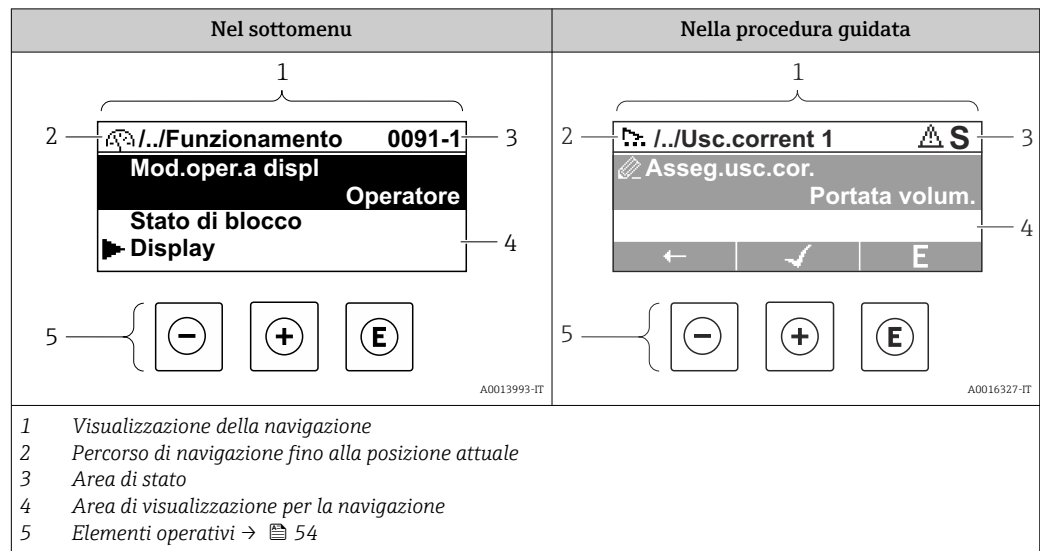 Nel sottomenu
1
2
/../Funzionamento 0091-1
3
Mod.oper.a displ
Operatore
Stato di blocco
Display
4
5
- + E
A0013993-IT
Nella procedura guidata
1
2
/../Usc.corrent 1 S
3
Asseg.usc.cor.
Portata volum.
4
← ✓ E
5
- + E
A0016327-IT
1 Visualizzazione della navigazione
2 Percorso di navigazione fino alla posizione attuale
3 Area di stato
4 Area di visualizzazione per la navigazione
5 Elementi operativi → 54